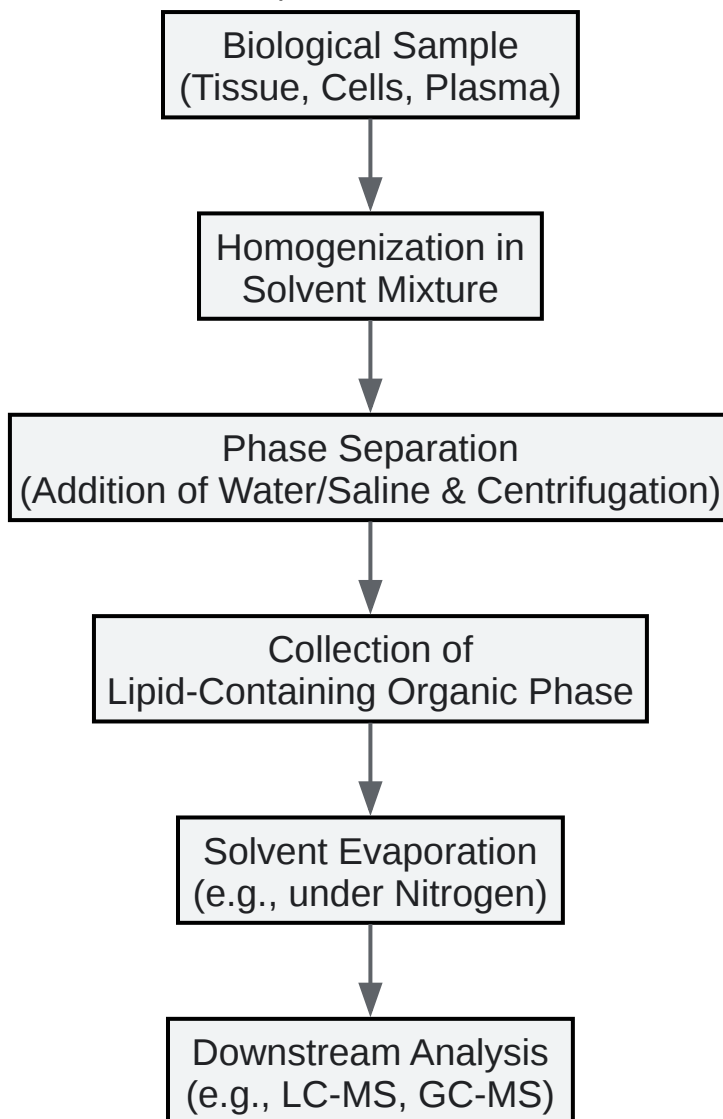 Biological Sample
(Tissue, Cells, Plasma)
Homogenization in
Solvent Mixture
Phase Separation
(Addition of Water/Saline & Centrifugation)
Collection of
Lipid-Containing Organic Phase
Solvent Evaporation
(e.g., under Nitrogen)
Downstream Analysis
(e.g., LC-MS, GC-MS)